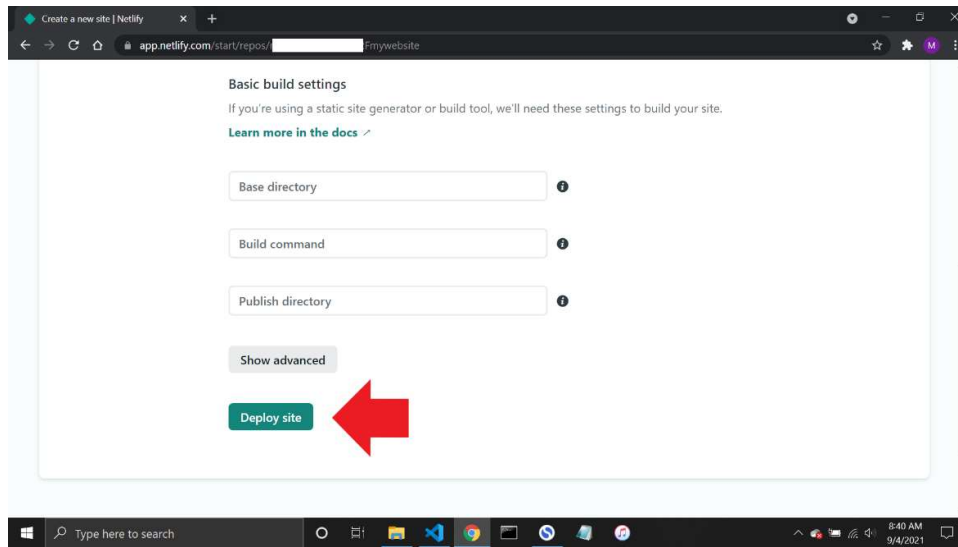 Create a new site | Netlify
app.netlify.com/start/repos/
Fmywebsite
M
Basic build settings
If you're using a static site generator or build tool, we'll need these settings to build your site.
Learn more in the docs
Base directory
Build command
Publish directory
Show advanced
Deploy site
Type here to search
8:40 AM
9/4/2021